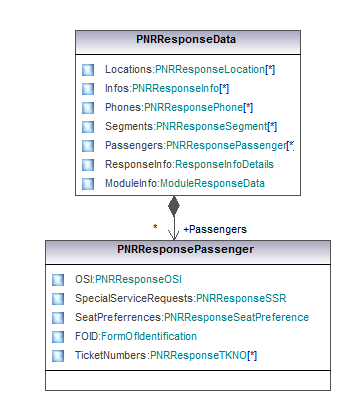 PNRResponseData
Locations:PNRResponseLocation[*]
Infos:PNRResponseInfo[*]
Phones:PNRResponsePhone[*]
Segments:PNRResponseSegment[*]
Passengers:PNRResponsePassenger[*
ResponseInfo:ResponseInfoDetails
ModuleInfo:ModuleResponseData
* +Passengers
PNRResponsePassenger
OSI:PNRResponseOSI
SpecialServiceRequests:PNRResponseSSR
SeatPreferrences:PNRResponseSeatPreference
FOID:FormOfIdentification
TicketNumbers:PNRResponseTKNO[*]